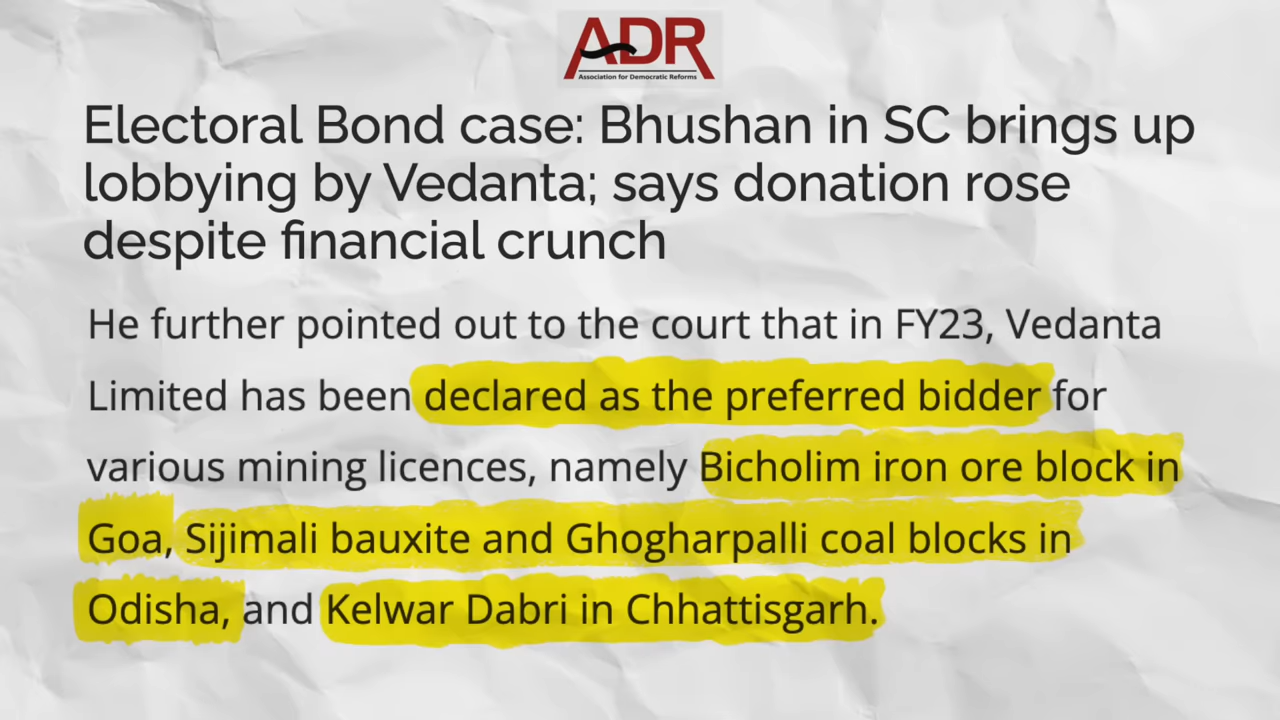 ADR
Association for Democratic Reforms
Electoral Bond case: Bhushan in SC brings up
lobbying by Vedanta; says donation rose
despite financial crunch
He further pointed out to the court that in FY23, Vedanta
Limited has been declared as the preferred bidder for
various mining licences, namely Bicholim iron ore block in
Goa, Sijimali bauxite and Ghogharpalli coal blocks in
Odisha, and Kelwar Dabri in Chhattisgarh.